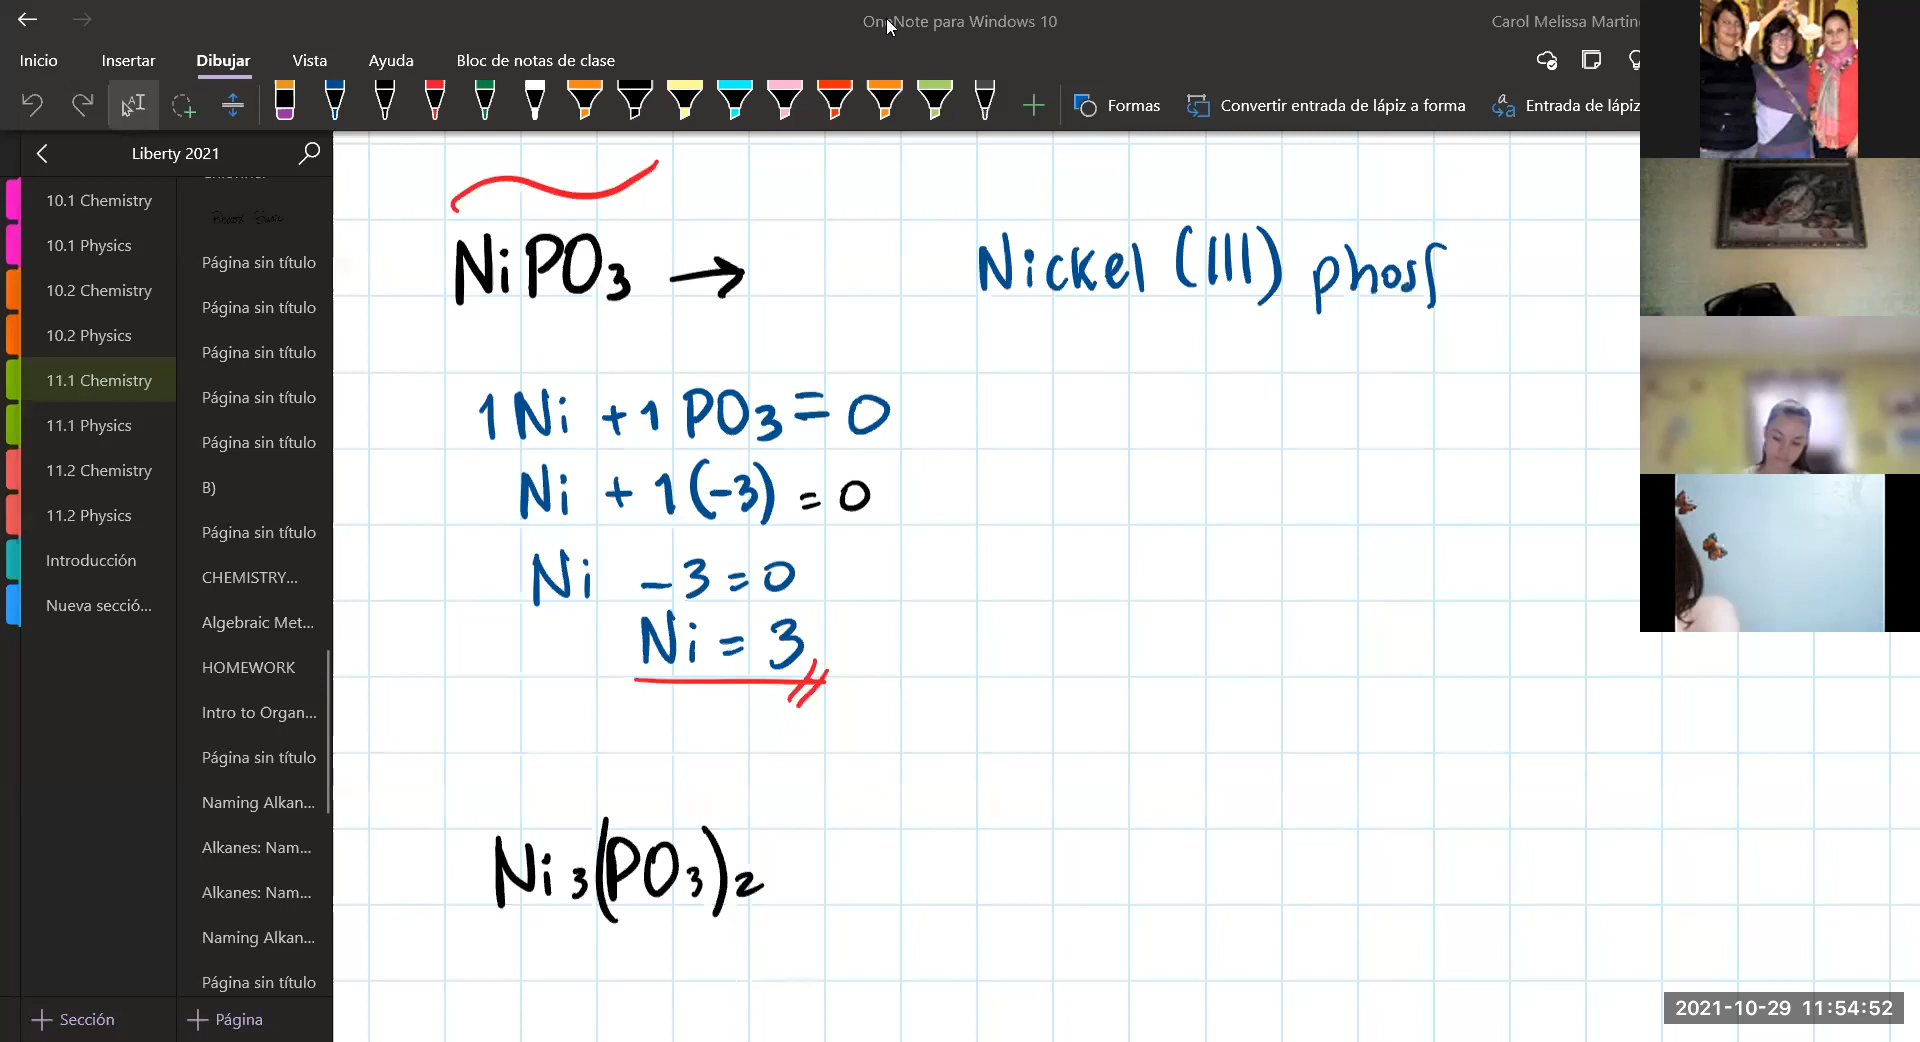 OneNote para Windows 10
Carol Melissa Martin
Inicio
Insertar
Dibujar
Vista
Ayuda
Bloc de notas de clase
Formas
Convertir entrada de lápiz a forma
Entrada de lápiz
Liberty 2021
10.1 Chemistry
10.1 Physics
10.2 Chemistry
10.2 Physics
11.1 Chemistry
11.1 Physics
11.2 Chemistry
11.2 Physics
Introducción
Nueva secció...
Página sin título
Página sin título
Página sin título
Página sin título
Página sin título
B)
Página sin título
CHEMISTRY...
Algebraic Met...
HOMEWORK
Intro to Organ...
Página sin título
Naming Alkan...
Alkanes: Nam...
Alkanes: Nam...
Naming Alkan...
Página sin título
Sección
Página
NiPO₃ → Nickel (III) phosf
1Ni + 1 PO₃ = 0
Ni + 1(-3) = 0
Ni - 3 = 0
Ni = 3
Ni₃(PO₃)₂
2021-10-29 11:54:52